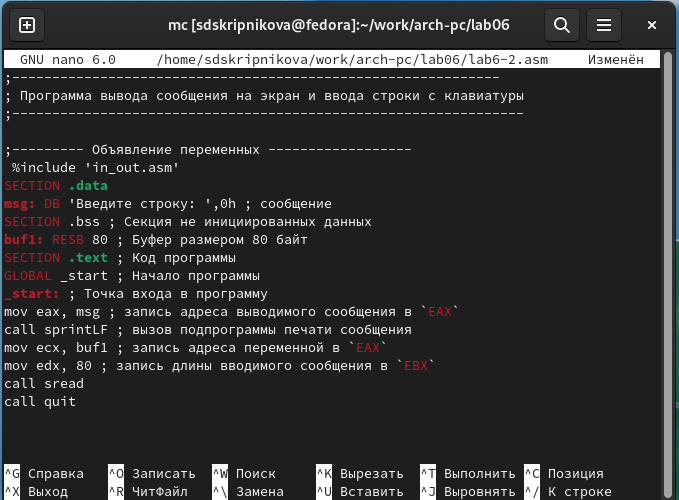 mc [sdskripnikova@fedora]:~/work/arch-pc/lab06
GNU nano 6.0 /home/sdskripnikova/work/arch-pc/lab06/lab6-2.asm Изменён
;-------------------------------------------------------------
; Программа вывода сообщения на экран и ввода строки с клавиатуры
;----------------------------------------------------------------
;--------- Объявление переменных ------------------
%include 'in_out.asm'
SECTION .data
msg: DB 'Введите строку: ',0h ; сообщение
SECTION .bss ; Секция не инициированных данных
buf1: RESB 80 ; Буфер размером 80 байт
SECTION .text ; Код программы
GLOBAL _start ; Начало программы
_start: ; Точка входа в программу
mov eax, msg ; запись адреса выводимого сообщения в `EAX`
call sprintLF ; вызов подпрограммы печати сообщения
mov ecx, buf1 ; запись адреса переменной в `EAX`
mov edx, 80 ; запись длины вводимого сообщения в `EBX`
call sread
call quit
^G Справка ^O Записать ^W Поиск ^K Вырезать ^T Выполнить ^C Позиция
^X Выход ^R ЧитФайл ^\ Замена ^U Вставить ^J Выровнять ^/ К строке